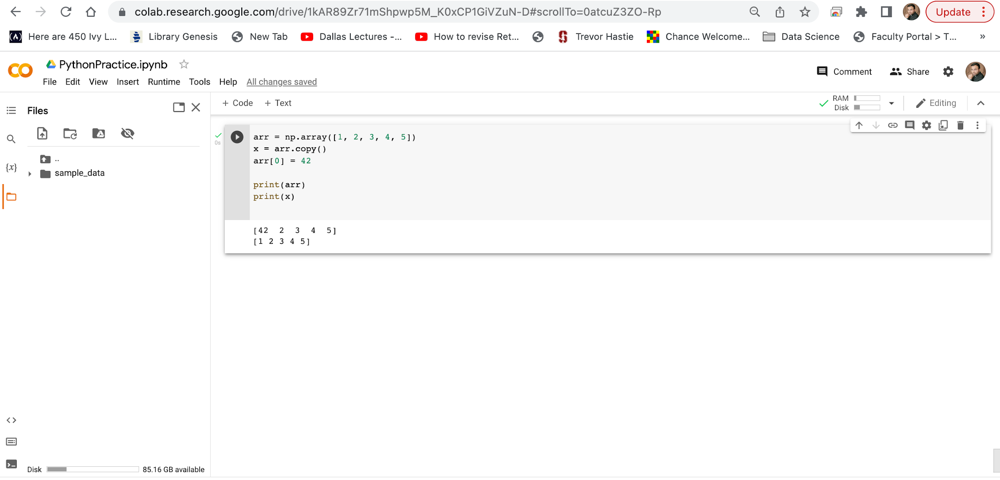 colab.research.google.com/drive/1kAR89Zr71mShpwp5M_K0xCP1GiVZuN-D#scrollTo=0atcuZ3ZO-Rp Update
Here are 450 Ivy L... Library Genesis New Tab Dallas Lectures -... How to revise Ret... Trevor Hastie Chance Welcome... Data Science Faculty Portal > T... »
PythonPractice.ipynb
Comment Share
File Edit View Insert Runtime Tools Help All changes saved
Files
+ Code + Text
RAM
Disk
Editing
..
sample_data
{x}
0s
arr = np.array([1, 2, 3, 4, 5])
x = arr.copy()
arr[0] = 42
print(arr)
print(x)
[42  2  3  4  5]
[1 2 3 4 5]
Disk 85.16 GB available